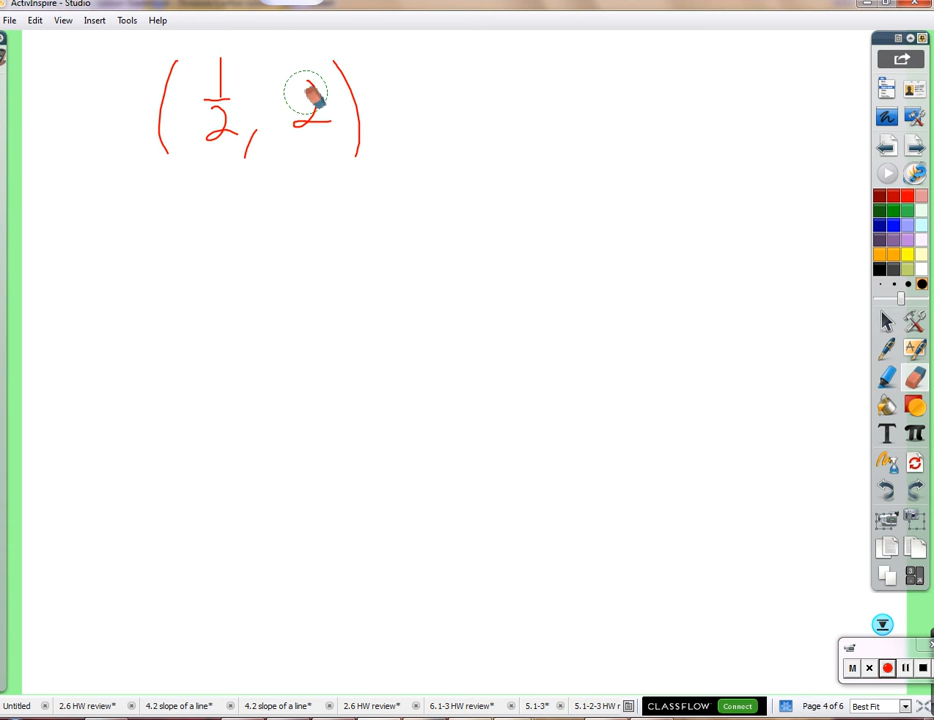 ActivInspire - Studio
File Edit View Insert Tools Help
( 1/2, 2 )
M
Untitled 2.6 HW review* 4.2 slope of a line* 4.2 slope of a line* 2.6 HW review* 6.1-3 HW review* 5.1-3* 5.1-2-3 HW r CLASSFLOW Connect Page 4 of 6 Best Fit